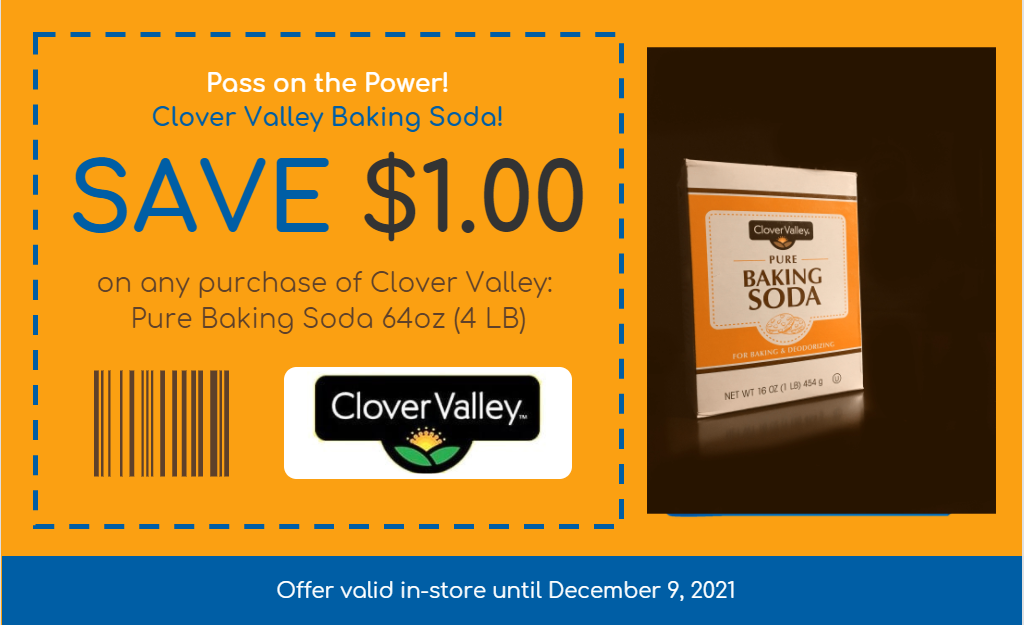 Pass on the Power!
Clover Valley Baking Soda!
SAVE $1.00
on any purchase of Clover Valley:
Pure Baking Soda 64oz (4 LB)
Clover Valley™
Clover Valley
PURE
BAKING
SODA
FOR BAKING & DEODORIZING
NET WT 16 OZ (1 LB) 454 g
U
Offer valid in-store until December 9, 2021